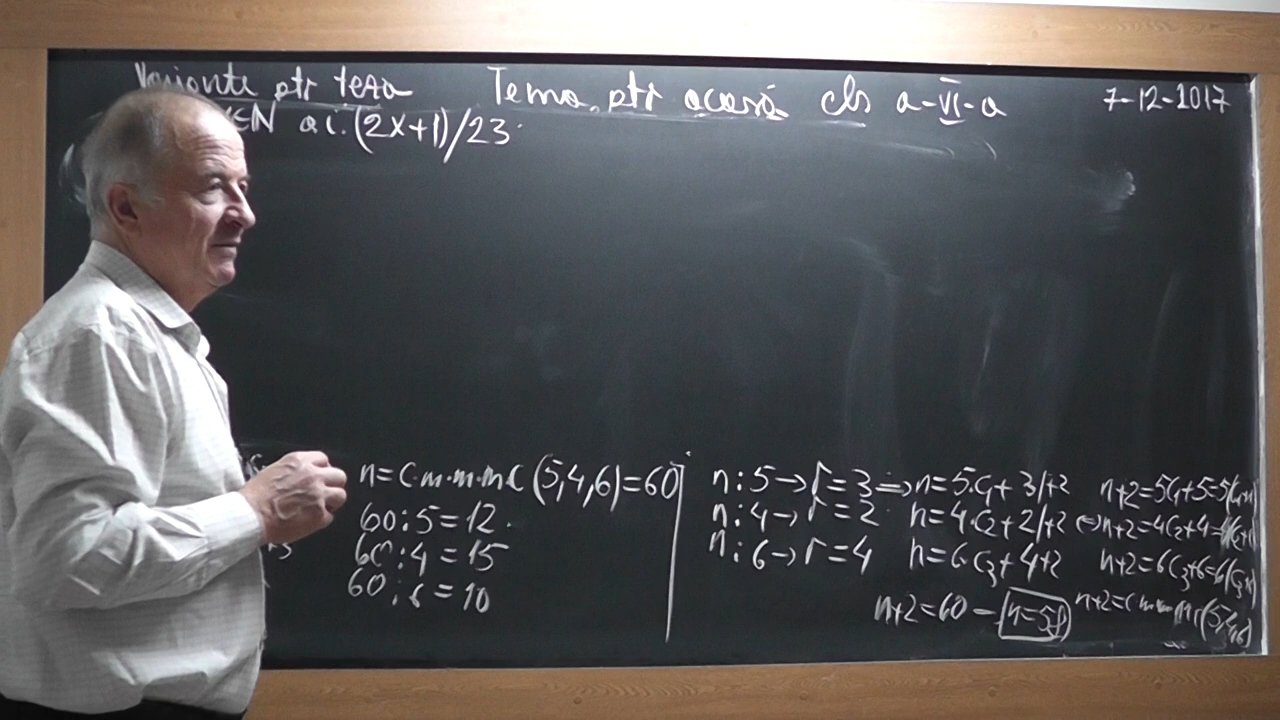 Variante ptr teza Tema ptr acasă cls a-VI-a 7-12-2017
x∈N a.i. (2x+1)/23
n=c.m.m.m.c (5,4,6)=60
60:5=12
60:4=15
60:6=10
n:5→r=3⇒n=5.c₁+3/+2 n+2=5c₁+5=5(c₁+1)
n:4→r=2 n=4.c₂+2/+2 ⇔n+2=4c₂+4=4(c₂+1)
n:6→r=4 n=6c₃+4+2 n+2=6c₃+6=6(c₃+1)
n+2=60 – n=58 n+2=c.m.m.m.c(5,4,6)